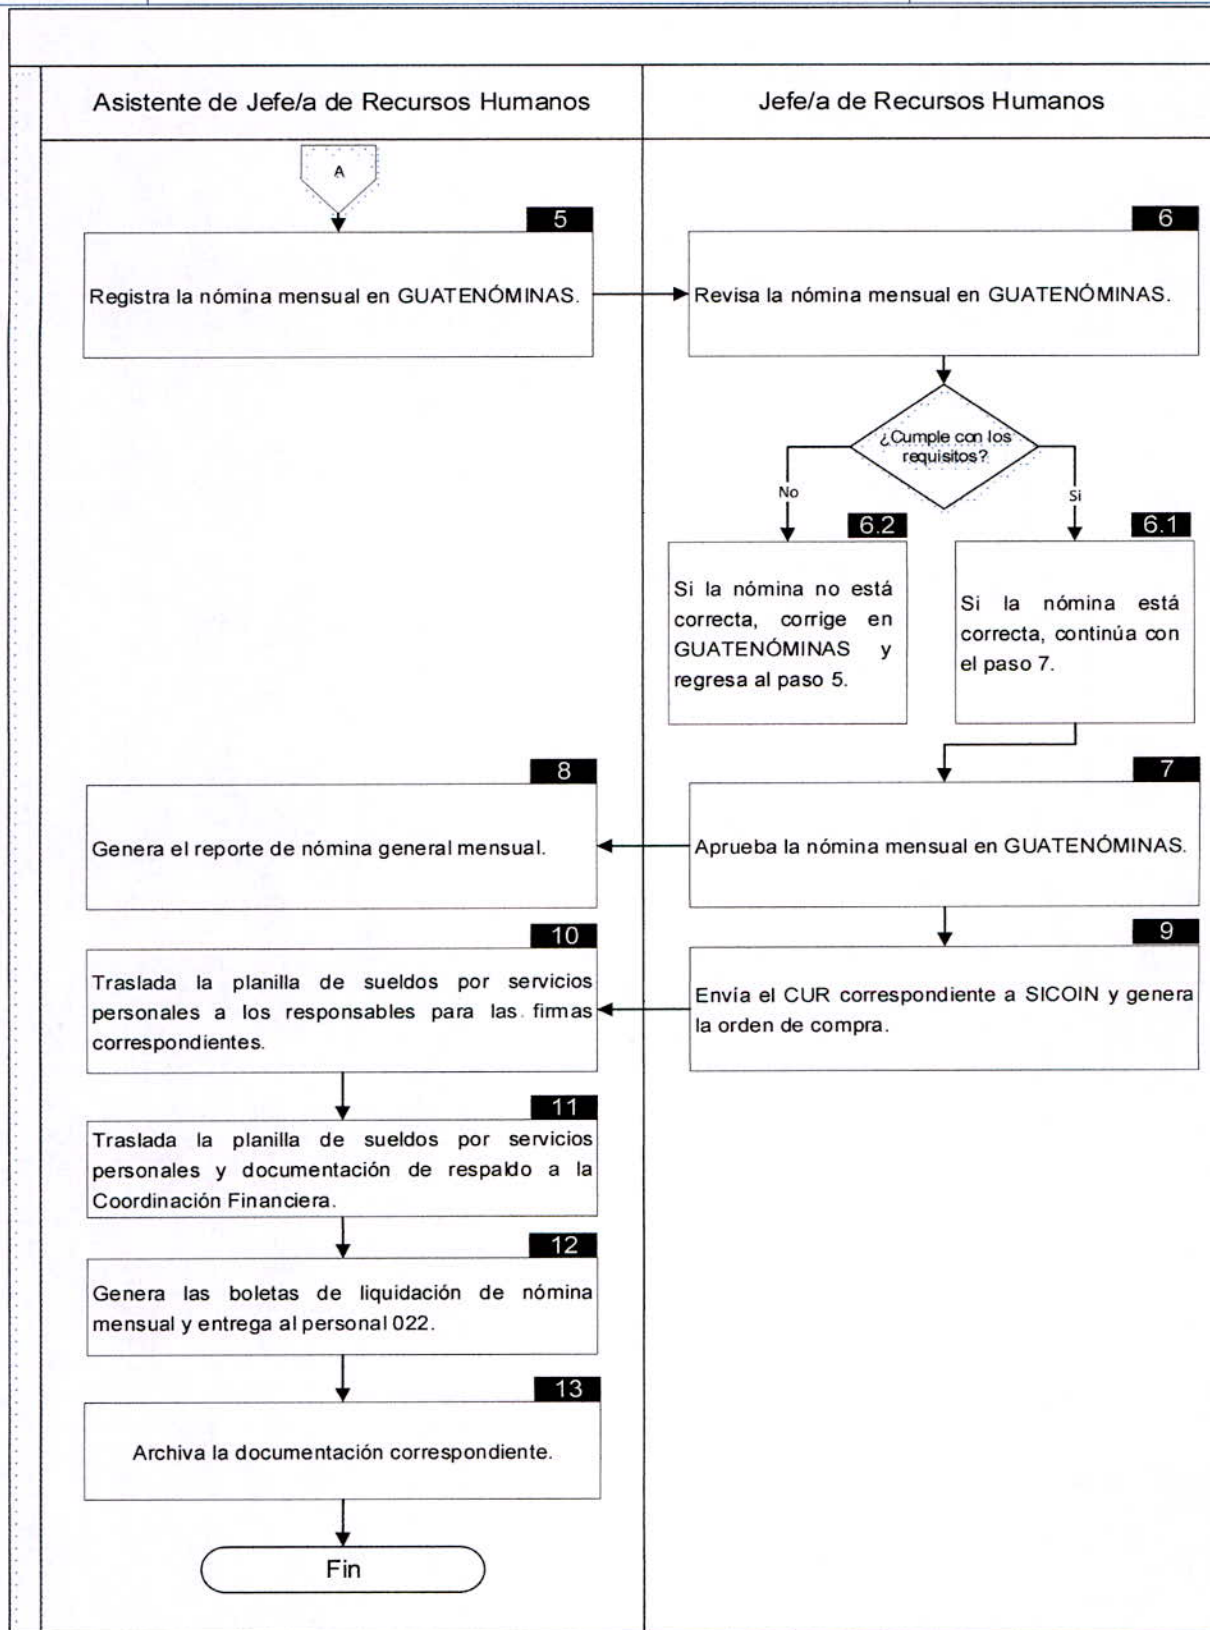 Asistente de Jefe/a de Recursos Humanos
Jefe/a de Recursos Humanos
A
5
Registra la nómina mensual en GUATENÓMINAS.
6
Revisa la nómina mensual en GUATENÓMINAS.
¿Cumple con los
requisitos?
No
Si
6.2
Si la nómina no está
correcta, corrige en
GUATENÓMINAS y
regresa al paso 5.
6.1
Si la nómina está
correcta, continúa con
el paso 7.
7
Aprueba la nómina mensual en GUATENÓMINAS.
8
Genera el reporte de nómina general mensual.
9
Envía el CUR correspondiente a SICOIN y genera
la orden de compra.
10
Traslada la planilla de sueldos por servicios
personales a los responsables para las firmas
correspondientes.
11
Traslada la planilla de sueldos por servicios
personales y documentación de respaldo a la
Coordinación Financiera.
12
Genera las boletas de liquidación de nómina
mensual y entrega al personal 022.
13
Archiva la documentación correspondiente.
Fin